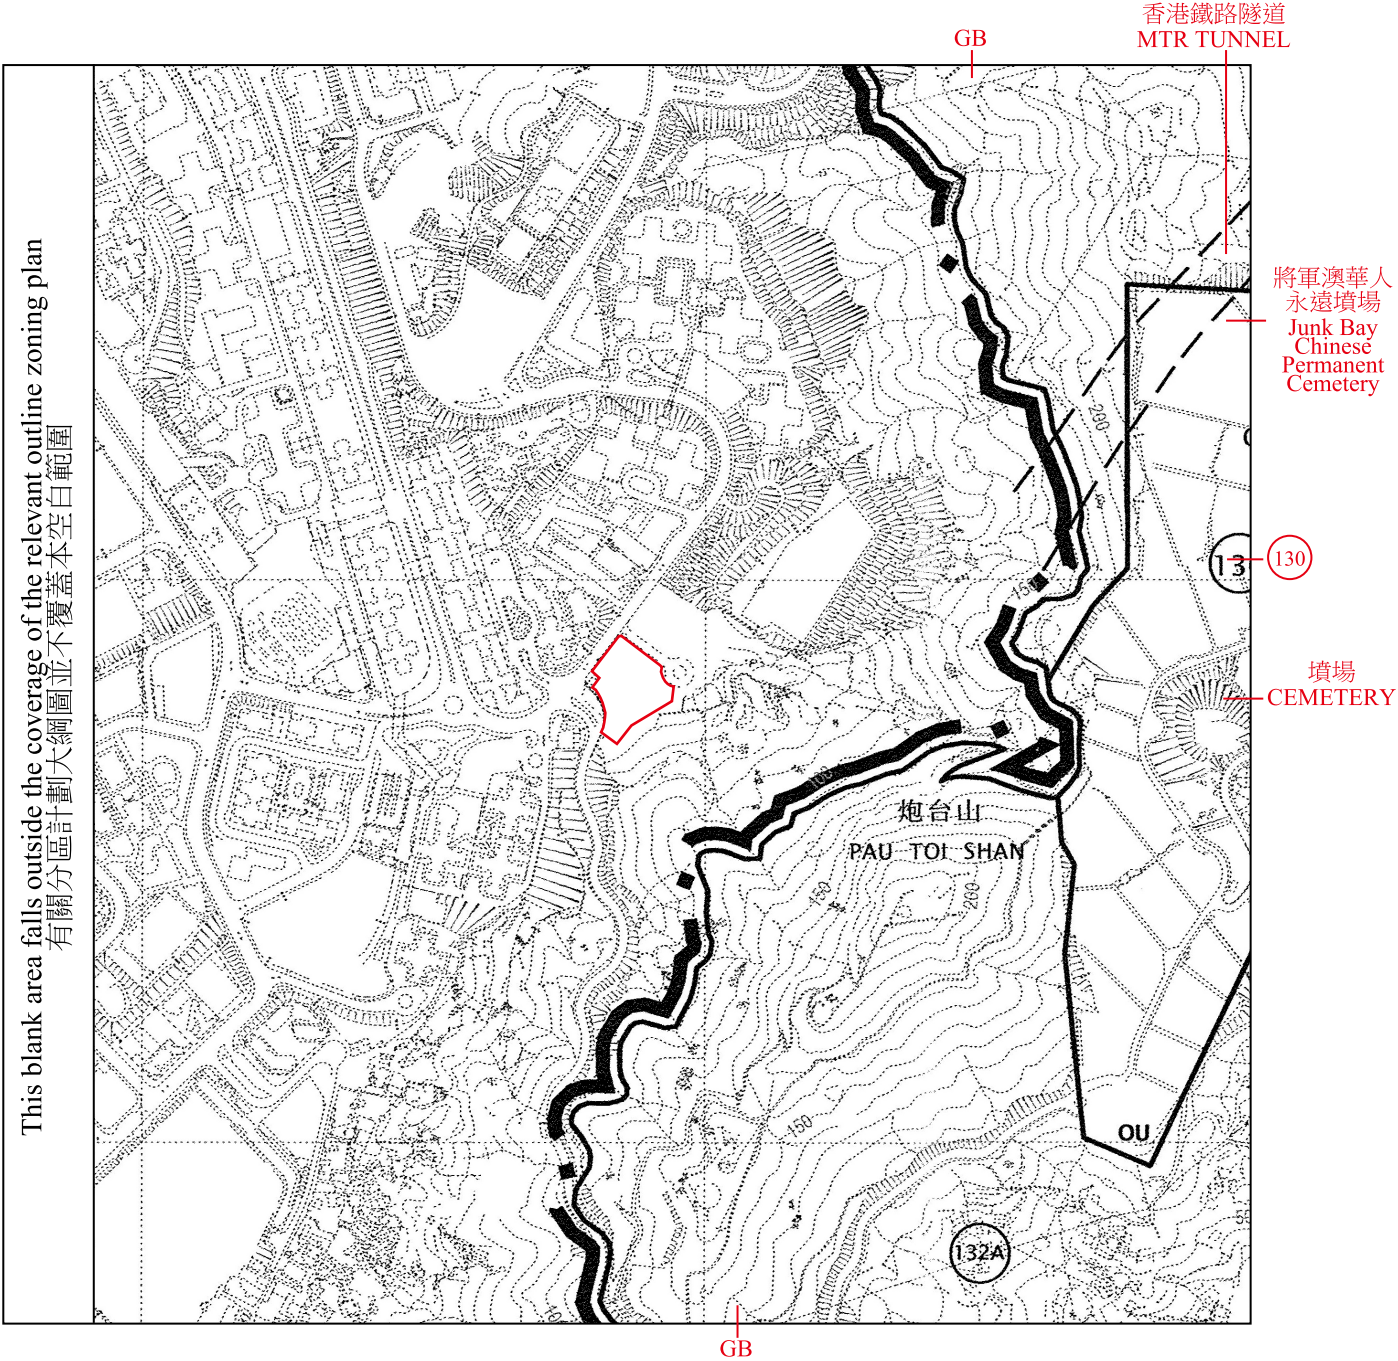 香港鐵路隧道
MTR TUNNEL
GB
將軍澳華人
永遠墳場
Junk Bay
Chinese
Permanent
Cemetery
200
13
130
150
墳場
CEMETERY
100
炮台山
PAU TOI SHAN
150
200
150
OU
132A
GB
This blank area falls outside the coverage of the relevant outline zoning plan
有關分區計劃大綱圖並不覆蓋本空白範圍